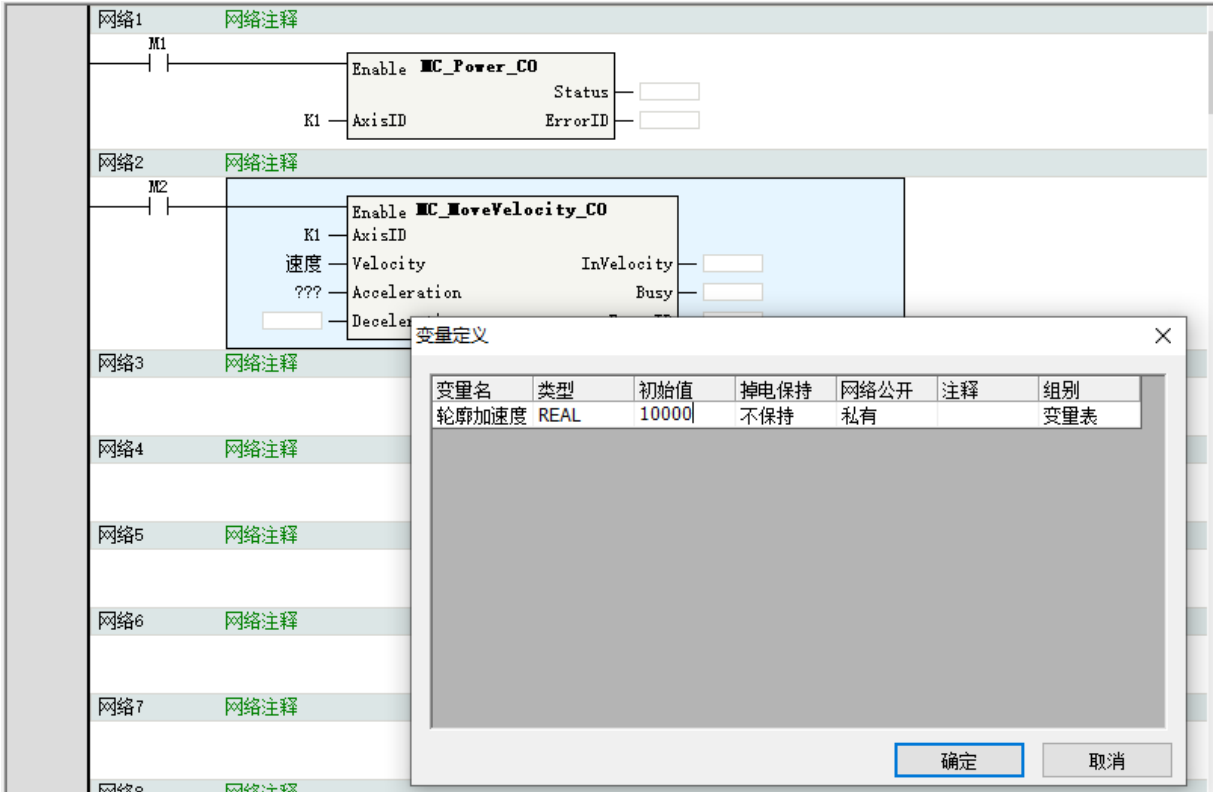 网络1 网络注释
M1
Enable MC_Power_CO
Status
K1 AxisID ErrorID
网络2 网络注释
M2
Enable MC_MoveVelocity_CO
K1 AxisID
速度 Velocity InVelocity
??? Acceleration Busy
Decele
变量定义
网络3 网络注释
变量名 类型 初始值 掉电保持 网络公开 注释 组别
轮廓加速度 REAL 10000 不保持 私有 变量表
网络4 网络注释
网络5 网络注释
网络6 网络注释
网络7 网络注释
确定 取消